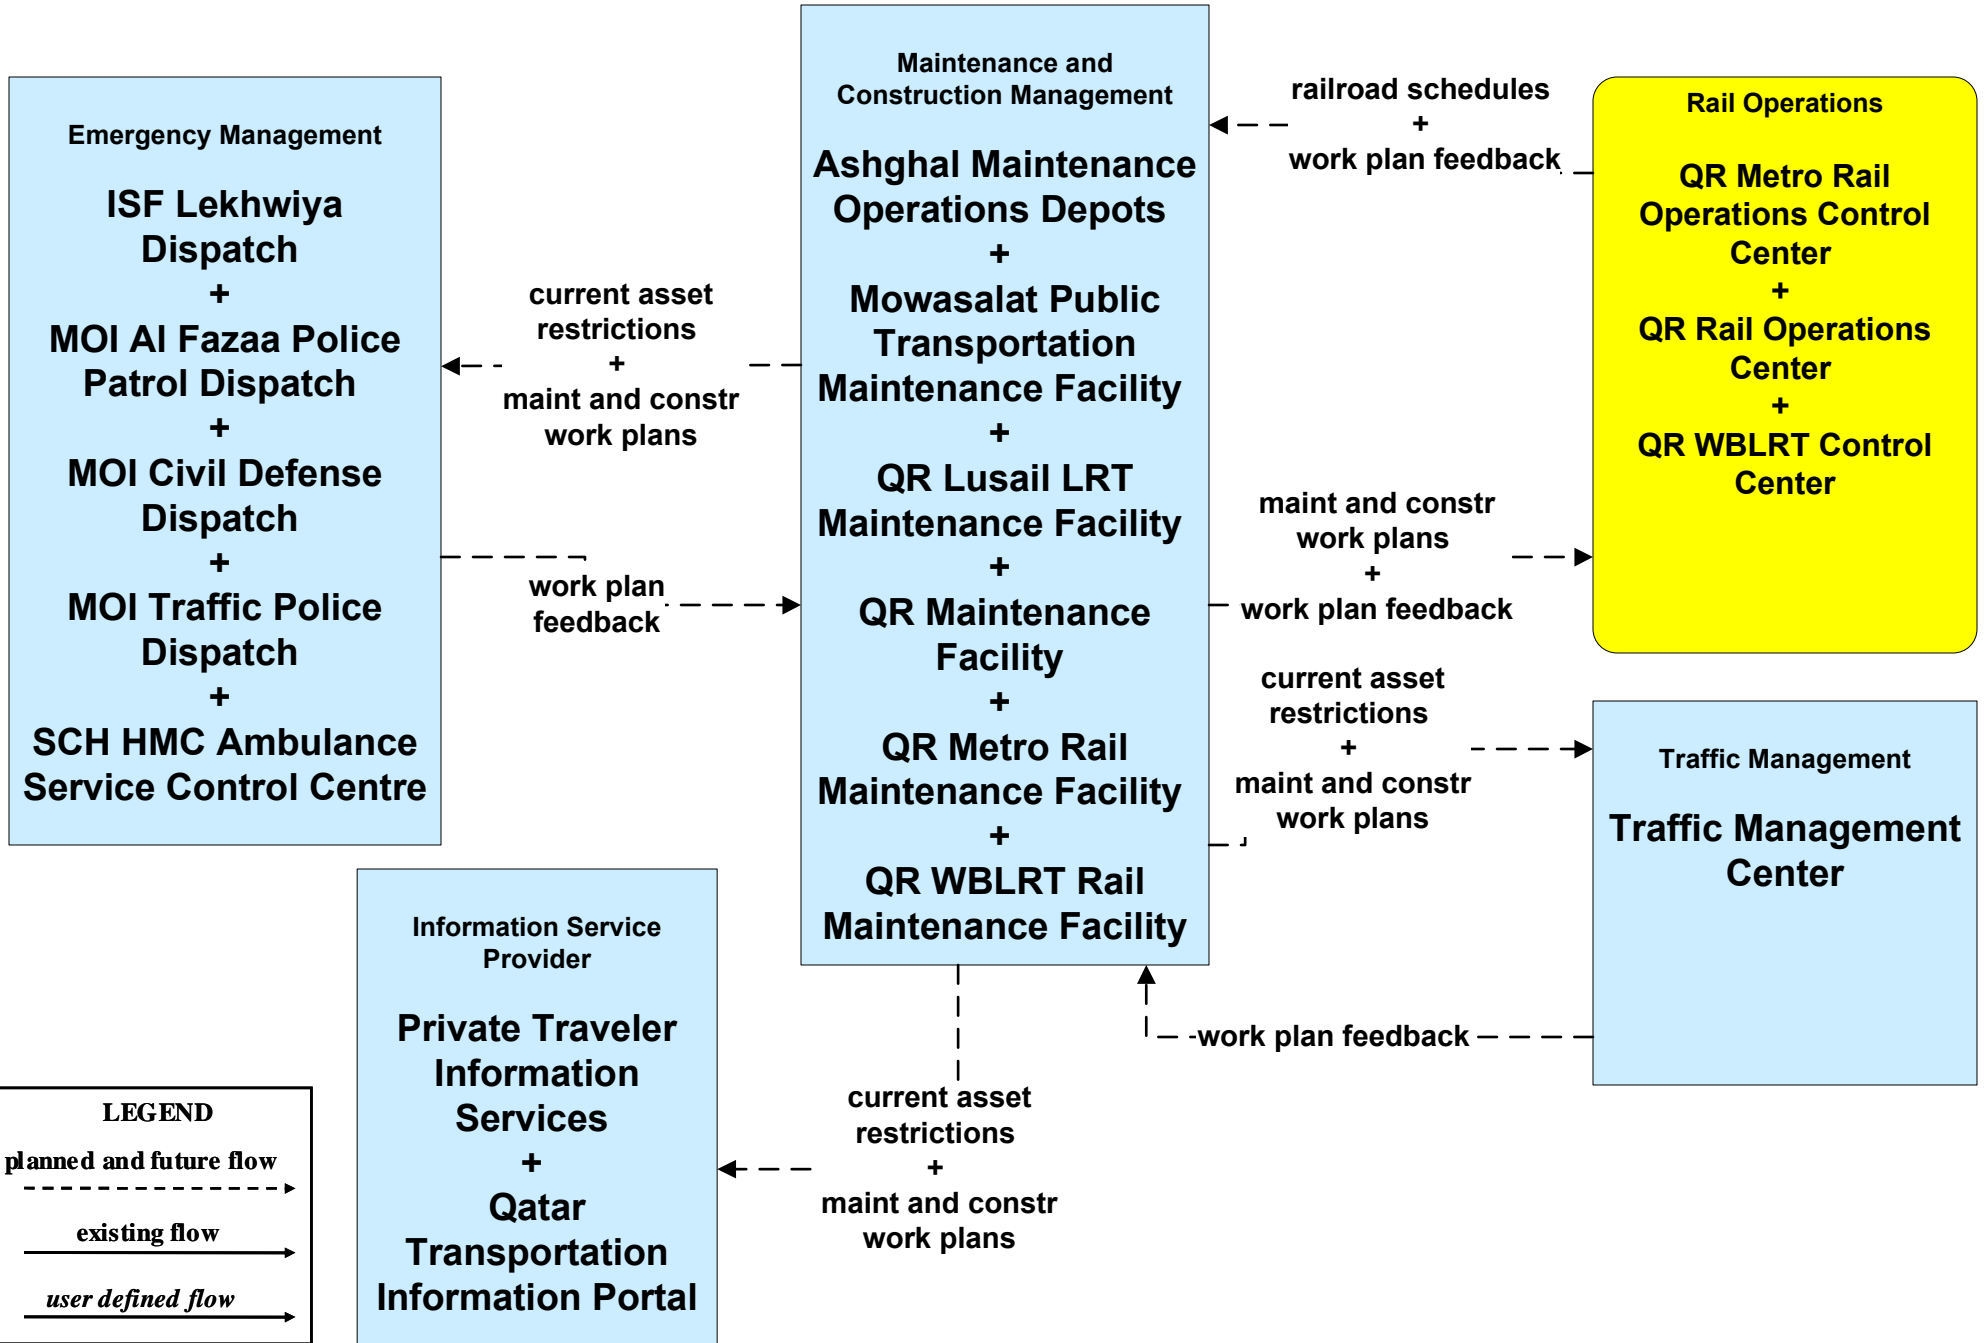 Emergency Management
ISF Lekhwiya
Dispatch
+
MOI Al Fazaa Police
Patrol Dispatch
+
MOI Civil Defense
Dispatch
+
MOI Traffic Police
Dispatch
+
SCH HMC Ambulance
Service Control Centre
current asset
restrictions
+
maint and constr
work plans
work plan
feedback
Maintenance and
Construction Management
Ashghal Maintenance
Operations Depots
+
Mowasalat Public
Transportation
Maintenance Facility
+
QR Lusail LRT
Maintenance Facility
+
QR Maintenance
Facility
+
QR Metro Rail
Maintenance Facility
+
QR WBLRT Rail
Maintenance Facility
railroad schedules
+
work plan feedback
maint and constr
work plans
+
work plan feedback
current asset
restrictions
+
maint and constr
work plans
work plan feedback
Rail Operations
QR Metro Rail
Operations Control
Center
+
QR Rail Operations
Center
+
QR WBLRT Control
Center
Traffic Management
Traffic Management
Center
Information Service
Provider
Private Traveler
Information
Services
+
Qatar
Transportation
Information Portal
current asset
restrictions
+
maint and constr
work plans
LEGEND
planned and future flow
existing flow
user defined flow